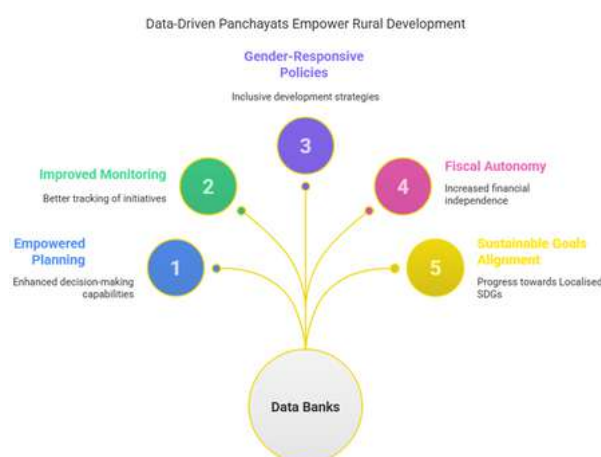 Data-Driven Panchayats Empower Rural Development
Gender-Responsive
Policies
Inclusive development strategies
3
Improved Monitoring
Better tracking of initiatives
2
4
Fiscal Autonomy
Increased financial
independence
Empowered
Planning
Enhanced decision-making
capabilities
1
5
Sustainable Goals
Alignment
Progress towards Localised
SDGs
Data Banks